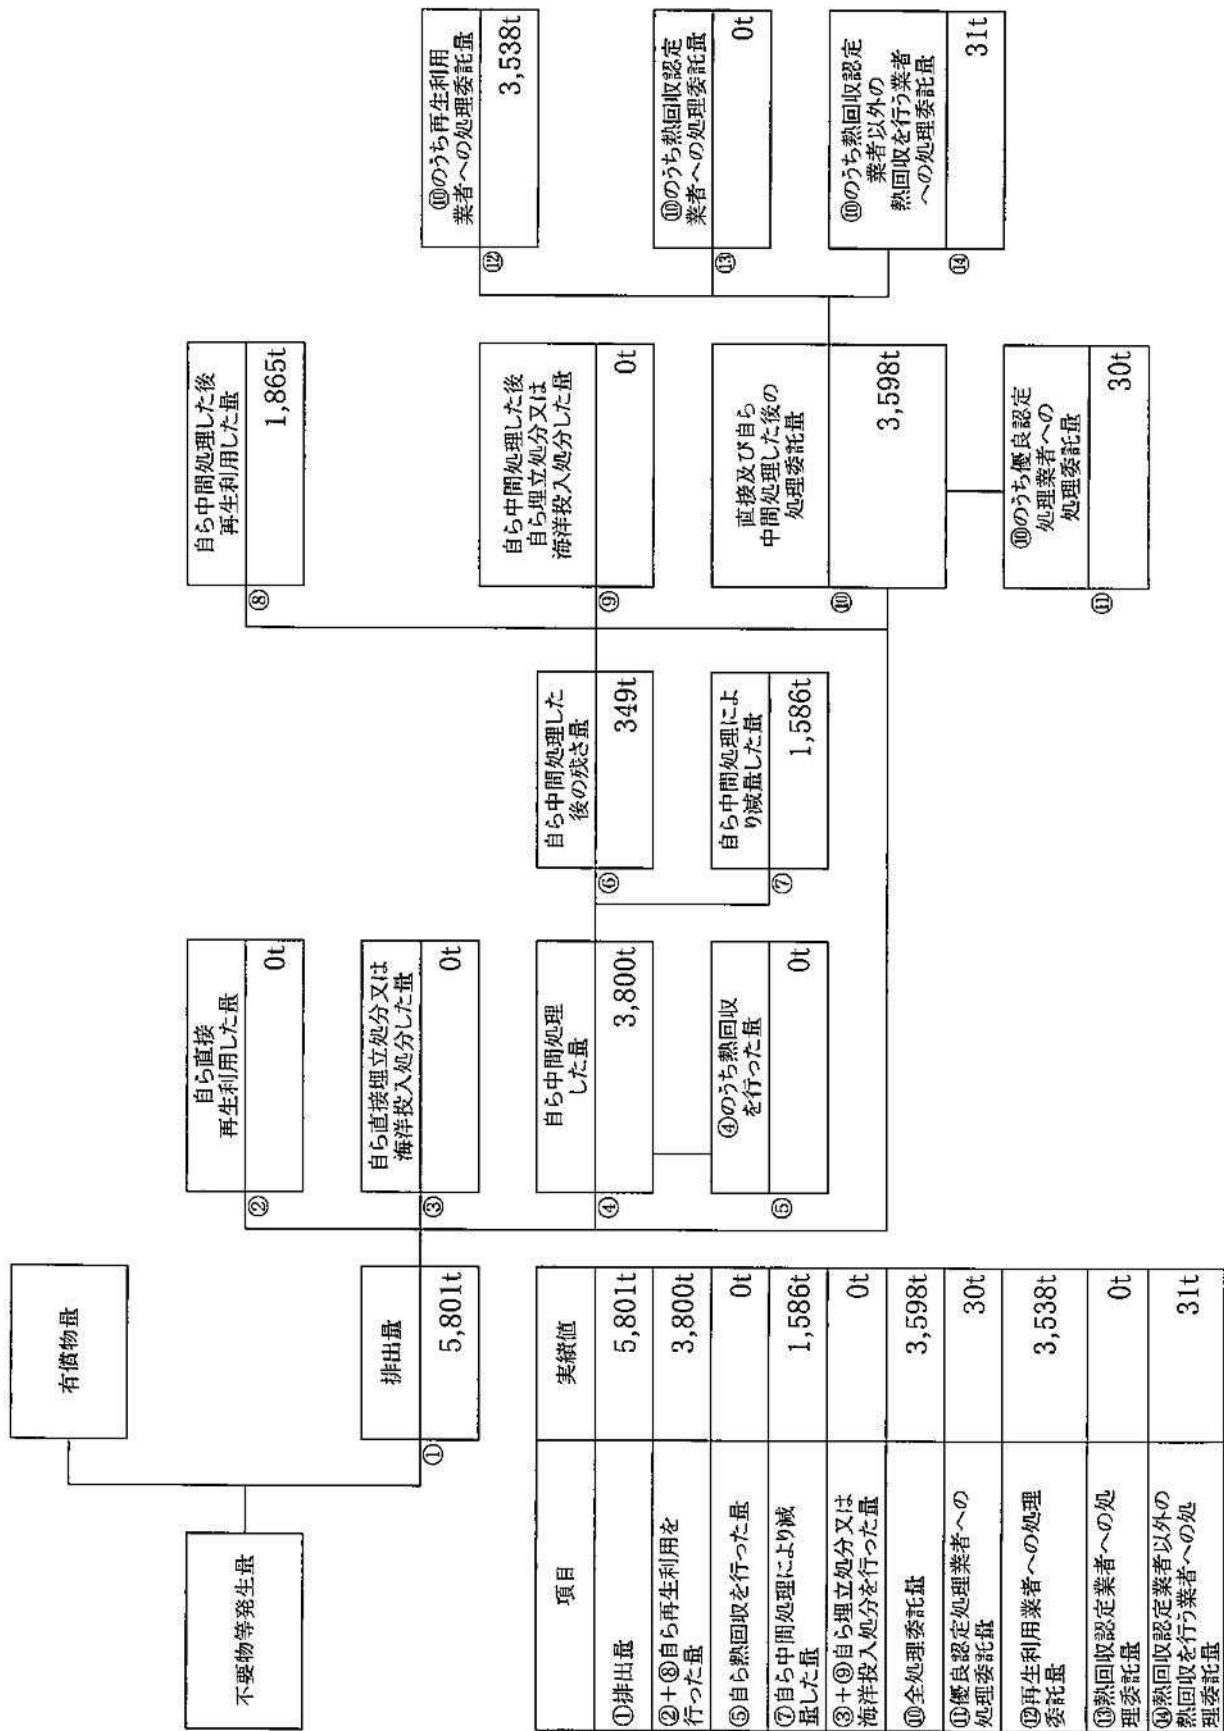 不要物等発生量
有償物量
排出量
① 5,801t
自ら直接
再生利用した量
② 0t
自ら直接埋立処分又は
海洋投入処分した量
③ 0t
自ら中間処理
した量
④ 3,800t
④のうち熱回収
を行った量
⑤ 0t
自ら中間処理した
後の残さ量
⑥ 349t
自ら中間処理によ
り減量した量
⑦ 1,586t
自ら中間処理した後
再生利用した量
⑧ 1,865t
自ら中間処理した後
自ら埋立処分又は
海洋投入処分した量
⑨ 0t
直接及び自ら
中間処理した後の
処理委託量
⑩ 3,598t
⑩のうち優良認定
処理業者への
処理委託量
⑪ 30t
⑩のうち再生利用
業者への処理委託量
⑫ 3,538t
⑩のうち熱回収認定
業者への処理委託量
⑬ 0t
⑩のうち熱回収認定
業者以外の
熱回収を行う業者
への処理委託量
⑭ 31t
項目 実績値
①排出量 5,801t
②+⑧自ら再生利用を
行った量 3,800t
⑤自ら熱回収を行った量 0t
⑦自ら中間処理により減
量した量 1,586t
③+⑨自ら埋立処分又は
海洋投入処分を行った量 0t
⑩全処理委託量 3,598t
⑪優良認定処理業者への
処理委託量 30t
⑫再生利用業者への処理
委託量 3,538t
⑬熱回収認定業者への処
理委託量 0t
⑭熱回収認定業者以外の
熱回収を行う業者への処
理委託量 31t